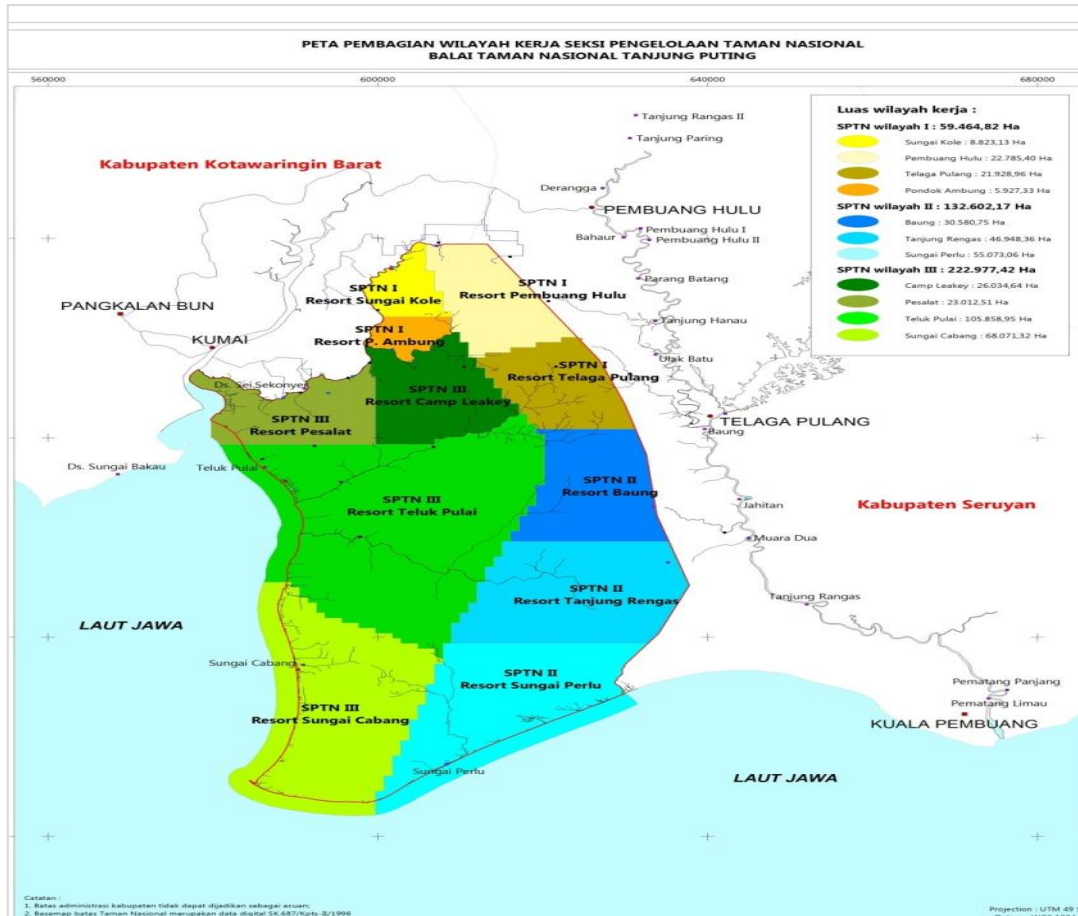 PETA PEMBAGIAN WILAYAH KERJA SEKSI PENGELOLAAN TAMAN NASIONAL
BALAI TAMAN NASIONAL TANJUNG PUTING
560000
600000
640000
680000
Luas wilayah kerja :
SPTN wilayah I : 59.464,82 Ha
Sungai Kole : 8.823,13 Ha
Pembuang Hulu : 22.785,40 Ha
Telaga Pulang : 21.928,96 Ha
Pondok Ambung : 5.927,33 Ha
SPTN wilayah II : 132.602,17 Ha
Baung : 30.580,75 Ha
Tanjung Rengas : 46.948,36 Ha
Sungai Perlu : 55.073,06 Ha
SPTN wilayah III : 222.977,42 Ha
Camp Leakey : 26.034,64 Ha
Pesalat : 23.012,51 Ha
Teluk Pulai : 105.858,95 Ha
Sungai Cabang : 68.071,32 Ha
Tanjung Rangas II
Tanjung Paring
Kabupaten Kotawaringin Barat
Derangga
PEMBUANG HULU
Pembuang Hulu I
Bahaur
Pembuang Hulu II
Parang Batang
SPTN I
Resort Pembuang Hulu
SPTN I
Resort Sungai Kole
PANGKALAN BUN
Tanjung Hanau
SPTN I
Resort P. Ambung
KUMAI
Ulak Batu
SPTN I
Resort Telaga Pulang
Ds. Sei.Sekonyer
SPTN III
Resort Camp Leakey
SPTN III
Resort Pesalat
TELAGA PULANG
Baung
Ds. Sungai Bakau
Teluk Pulai
SPTN II
Resort Baung
SPTN III
Resort Teluk Pulai
Jahitan
Kabupaten Seruyan
Muara Dua
SPTN II
Resort Tanjung Rengas
Tanjung Rangas
LAUT JAWA
Sungai Cabang
SPTN II
Resort Sungai Perlu
Pematang Panjang
Pematang Limau
SPTN III
Resort Sungai Cabang
KUALA PEMBUANG
Sungai Perlu
LAUT JAWA
Catatan :
1. Batas administrasi kabupaten tidak dapat dijadikan sebagai acuan;
2. Basemap batas Taman Nasional merupakan data digital SK.687/Kpts-II/1996
Projection : UTM 49 S